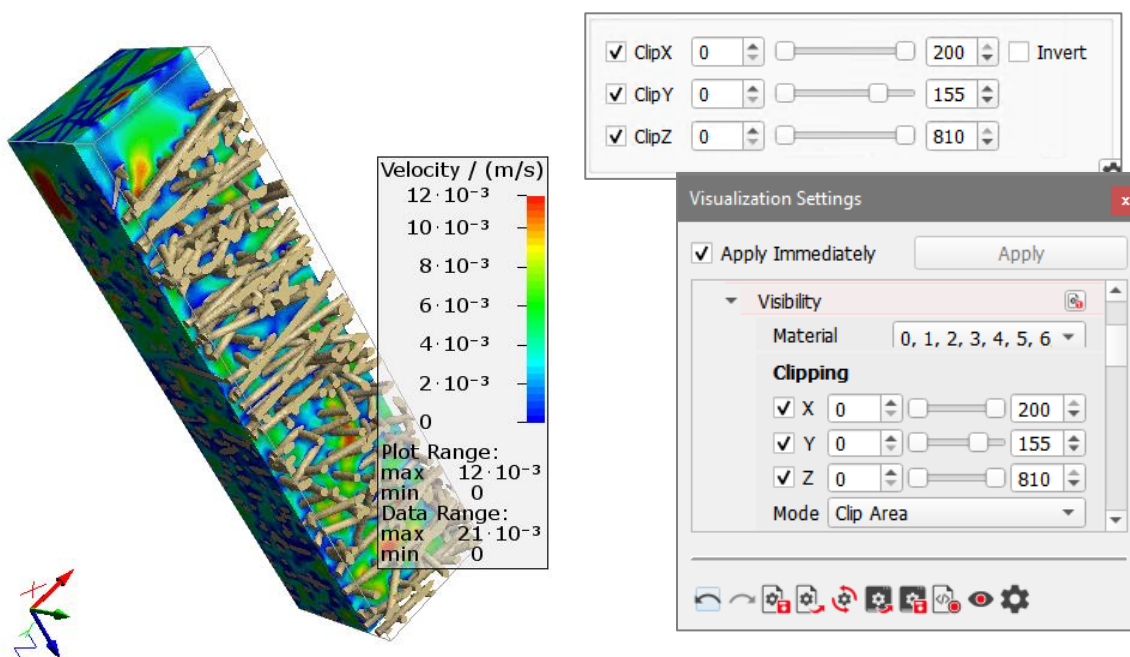 ClipX 0 200 Invert
ClipY 0 155
ClipZ 0 810
Velocity / (m/s)
12·10⁻³
10·10⁻³
8·10⁻³
6·10⁻³
4·10⁻³
2·10⁻³
0
Plot Range:
max 12·10⁻³
min 0
Data Range:
max 21·10⁻³
min 0
Visualization Settings
x
Apply Immediately Apply
Visibility
Material 0, 1, 2, 3, 4, 5, 6,
Clipping
X 0 200
Y 0 155
Z 0 810
Mode Clip Area
X
Y
Z